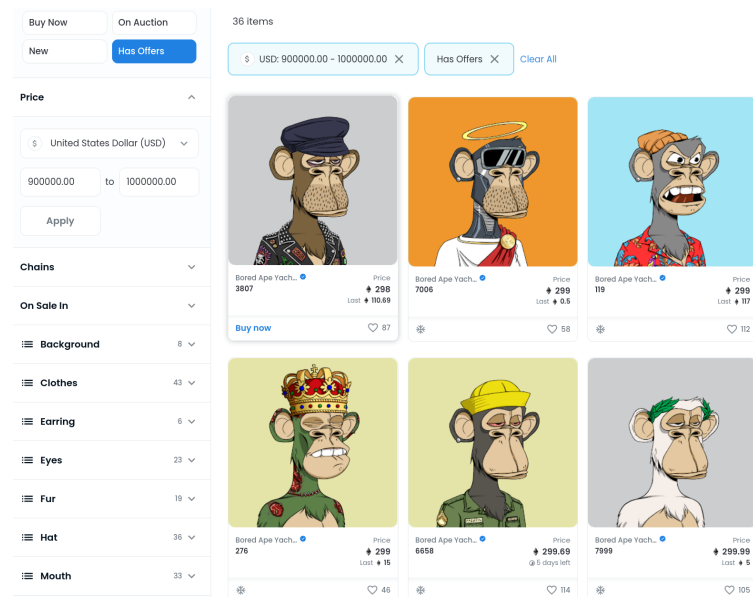 Buy Now
On Auction
New
Has Offers
Price
$
United States Dollar (USD)
900000.00 to 1000000.00
Apply
Chains
On Sale In
Background 8
Clothes 43
Earring 6
Eyes 23
Fur 19
Hat 36
Mouth 33
36 items
$ USD: 900000.00 - 1000000.00
Has Offers
Clear All
Bored Ape Yach... Price
3807 298
Last 110.69
Buy now 87
Bored Ape Yach... Price
7006 299
Last 0.5
58
Bored Ape Yach... Price
119 299
Last 117
112
Bored Ape Yach... Price
276 299
Last 15
46
Bored Ape Yach... Price
6658 299.69
5 days left
114
Bored Ape Yach... Price
7999 299.99
Last 5
105